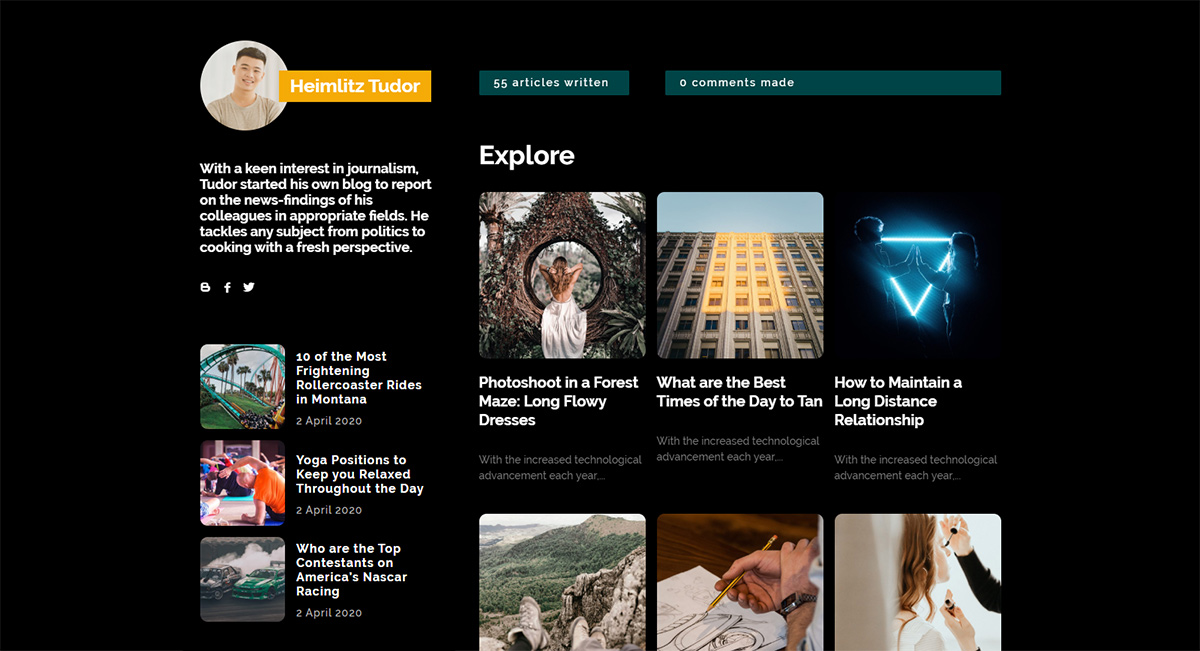 Heimlitz Tudor
55 articles written
0 comments made
With a keen interest in journalism,
Tudor started his own blog to report
on the news-findings of his
colleagues in appropriate fields. He
tackles any subject from politics to
cooking with a fresh perspective.
10 of the Most
Frightening
Rollercoaster Rides
in Montana
2 April 2020
Yoga Positions to
Keep you Relaxed
Throughout the Day
2 April 2020
Who are the Top
Contestants on
America's Nascar
Racing
2 April 2020
Explore
Photoshoot in a Forest
Maze: Long Flowy
Dresses
With the increased technological
advancement each year,...
What are the Best
Times of the Day to Tan
With the increased technological
advancement each year,...
How to Maintain a
Long Distance
Relationship
With the increased technological
advancement each year,...